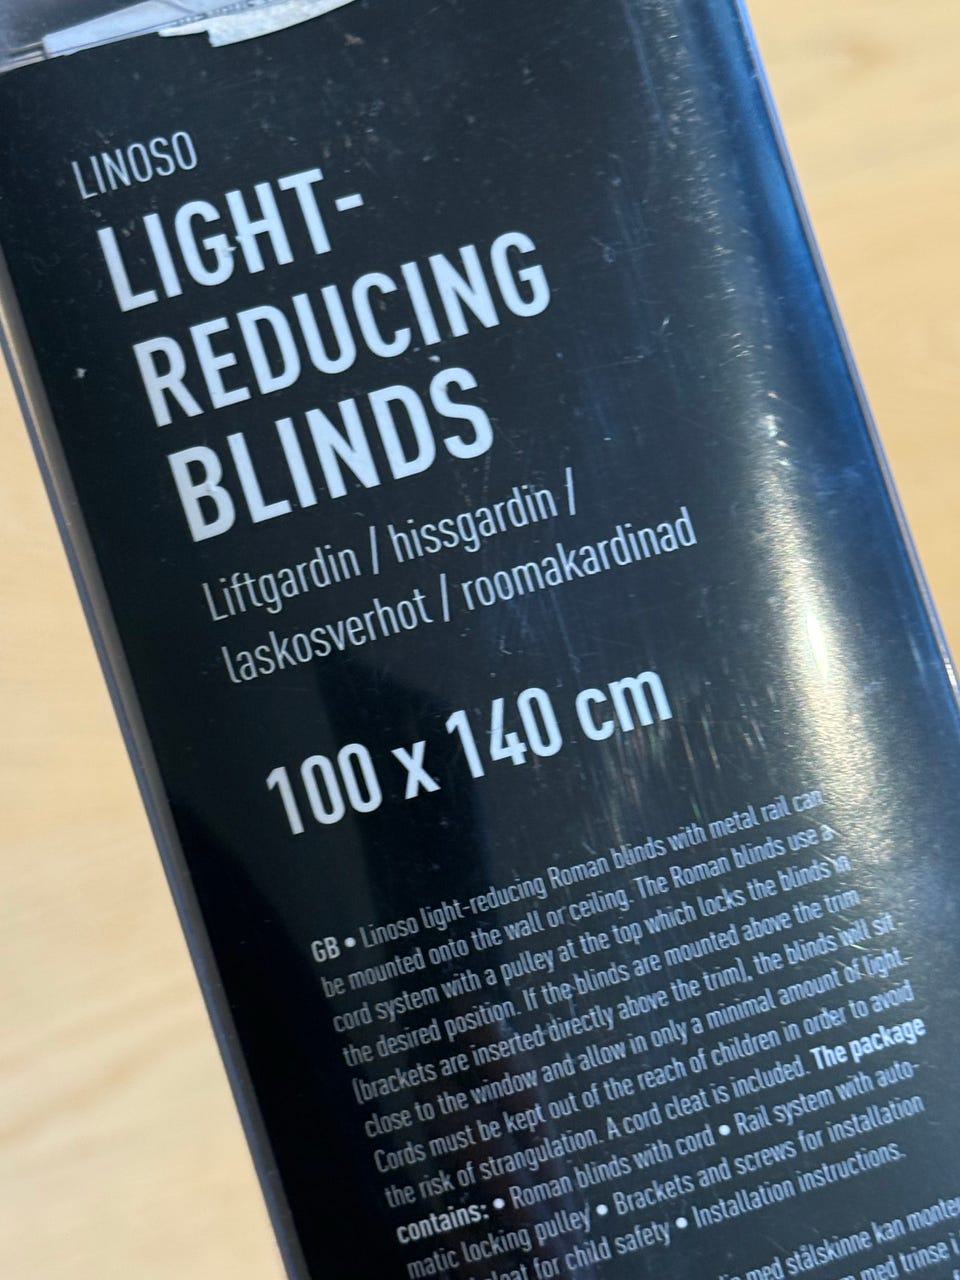 LINOSO
LIGHT-
REDUCING
BLINDS
Liftgardin / hissgardin /
laskosverhot / roomakardinad
100 x 140 cm
GB • Linoso light-reducing Roman blinds with metal rail can
be mounted onto the wall or ceiling. The Roman blinds use a
cord system with a pulley at the top which locks the blinds in
the desired position. If the blinds are mounted above the trim
(brackets are inserted directly above the trim), the blinds will sit
close to the window and allow in only a minimal amount of light.
Cords must be kept out of the reach of children in order to avoid
the risk of strangulation. A cord cleat is included. The package
contains: • Roman blinds with cord • Rail system with auto-
matic locking pulley • Brackets and screws for installation
cleat for child safety • Installation instructions.
med stålskinne kan
med trinse i